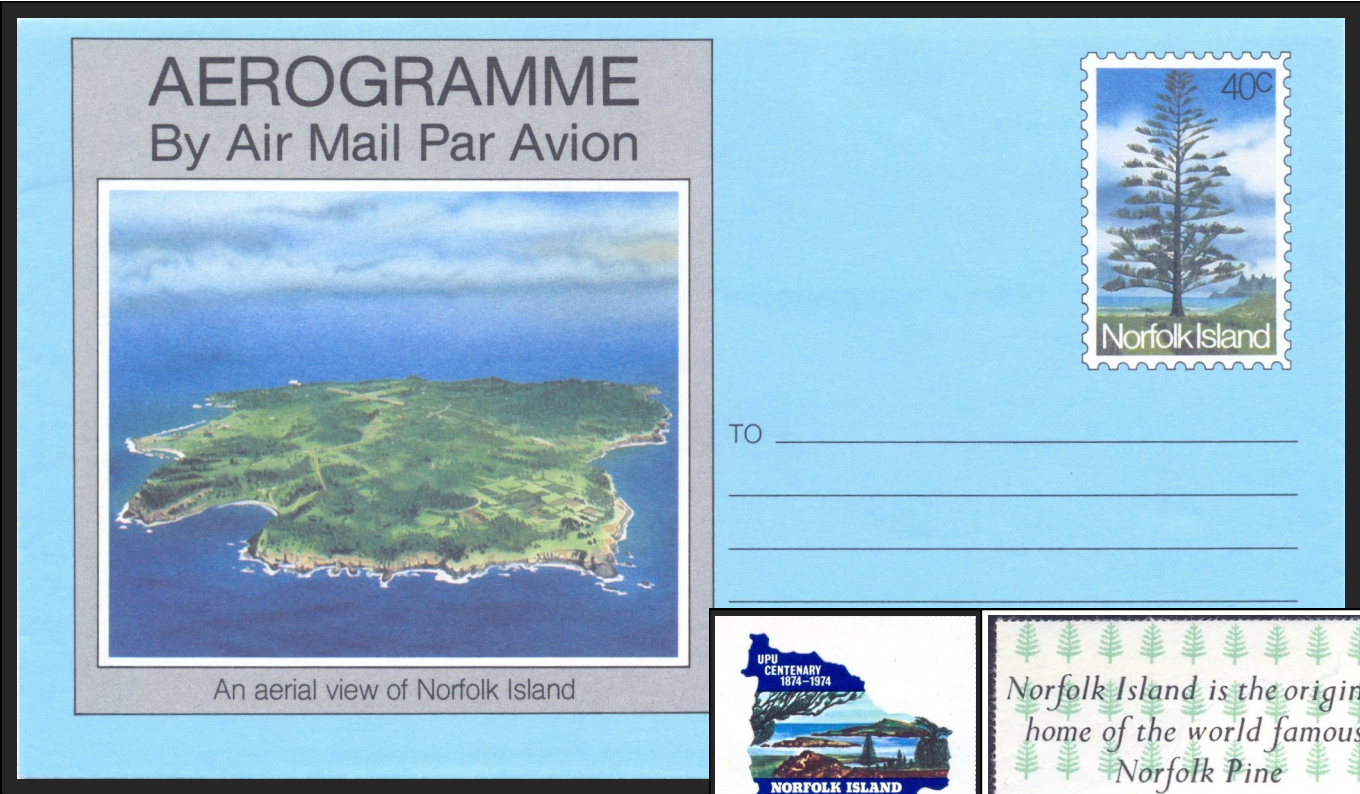 AEROGRAMME
By Air Mail Par Avion
An aerial view of Norfolk Island
40c
Norfolk Island
TO
UPU
CENTENARY
1874–1974
NORFOLK ISLAND
Norfolk Island is the origin
home of the world famous
Norfolk Pine